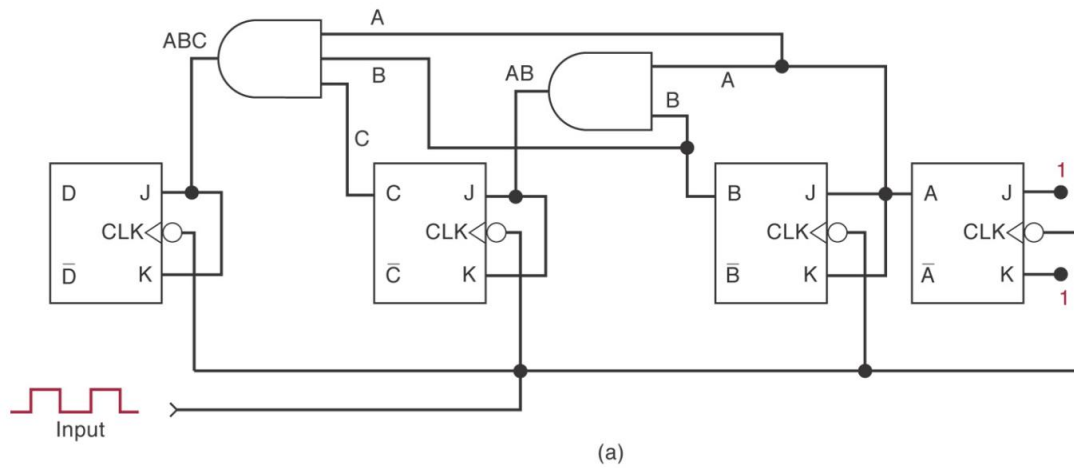 A
ABC
B
AB
A
B
C
D J C J B J A J 1
CLK CLK CLK CLK
D̅ K C̅ K B̅ K A̅ K
1
Input
(a)